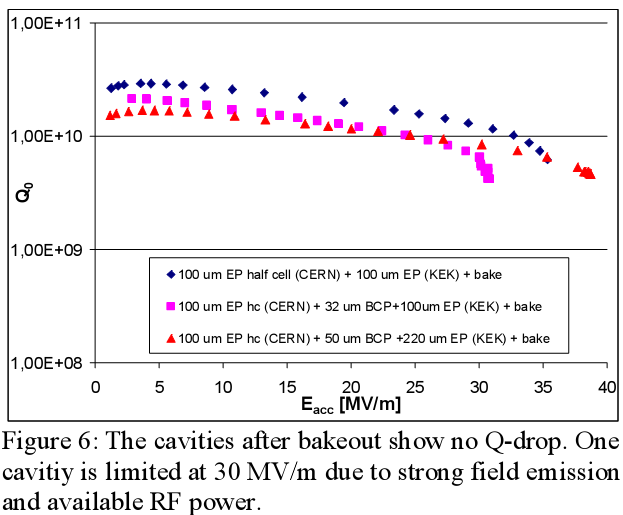 1,00E+11
1,00E+10
1,00E+09
1,00E+08
Q₀
100 um EP half cell (CERN) + 100 um EP (KEK) + bake
100 um EP hc (CERN) + 32 um BCP+100um EP (KEK) + bake
100 um EP hc (CERN) + 50 um BCP +220 um EP (KEK) + bake
0 5 10 15 20 25 30 35 40
Eacc [MV/m]
Figure 6: The cavities after bakeout show no Q-drop. One
cavitiy is limited at 30 MV/m due to strong field emission
and available RF power.